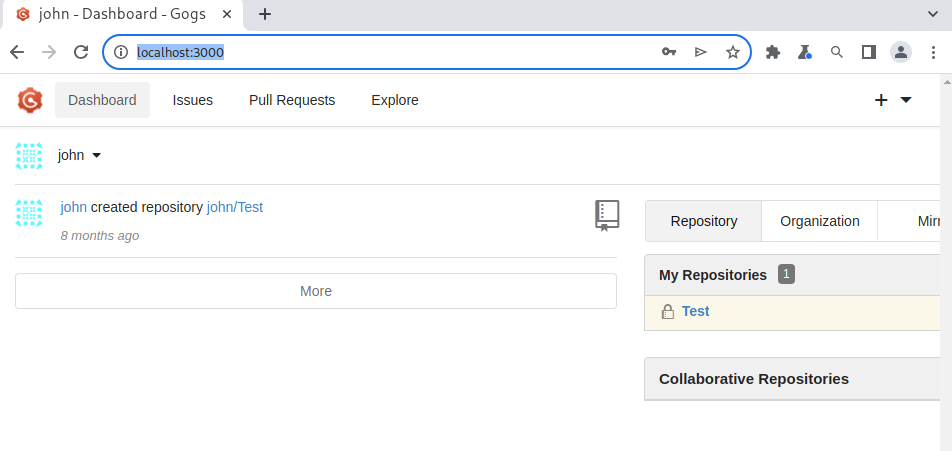 john - Dashboard - Gogs
localhost:3000
Dashboard Issues Pull Requests Explore
john
john created repository john/Test
8 months ago
More
Repository Organization Mirr
My Repositories 1
Test
Collaborative Repositories